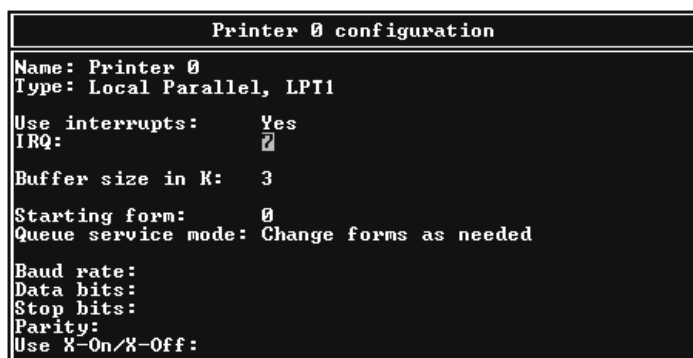 Printer 0 configuration
Name: Printer 0
Type: Local Parallel, LPT1
Use interrupts: Yes
IRQ: 7
Buffer size in K: 3
Starting form: 0
Queue service mode: Change forms as needed
Baud rate:
Data bits:
Stop bits:
Parity:
Use X-On/X-Off: